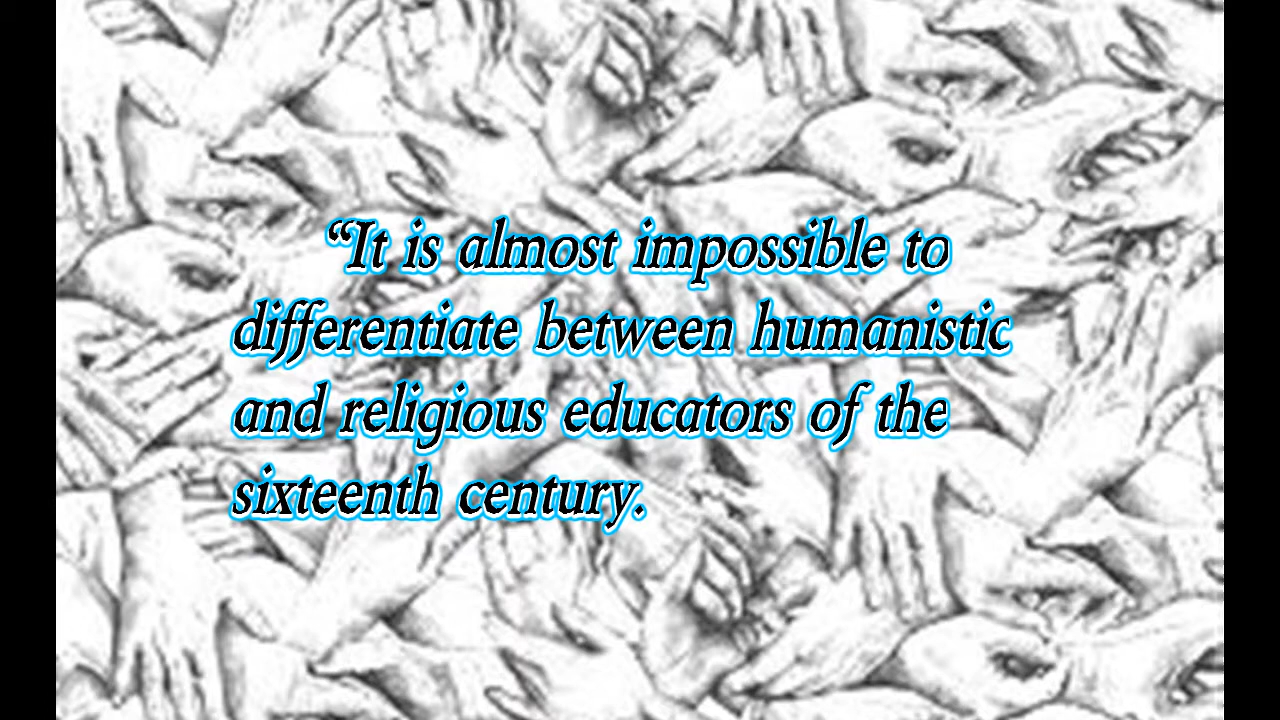 “It is almost impossible to
differentiate between humanistic
and religious educators of the
sixteenth century.